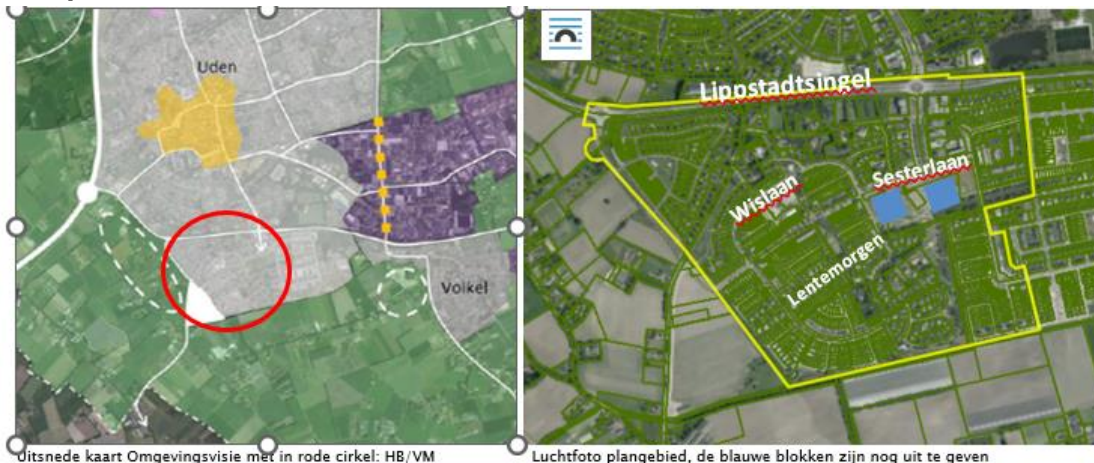 Uden
Volkel
Lippstadtsingel
Sesterlaan
Wislaan
Lentemorgen
Uitsnede kaart Omgevingsvisie met in rode cirkel: HB/VM
Luchtfoto plangebied, de blauwe blokken zijn nog uit te geven